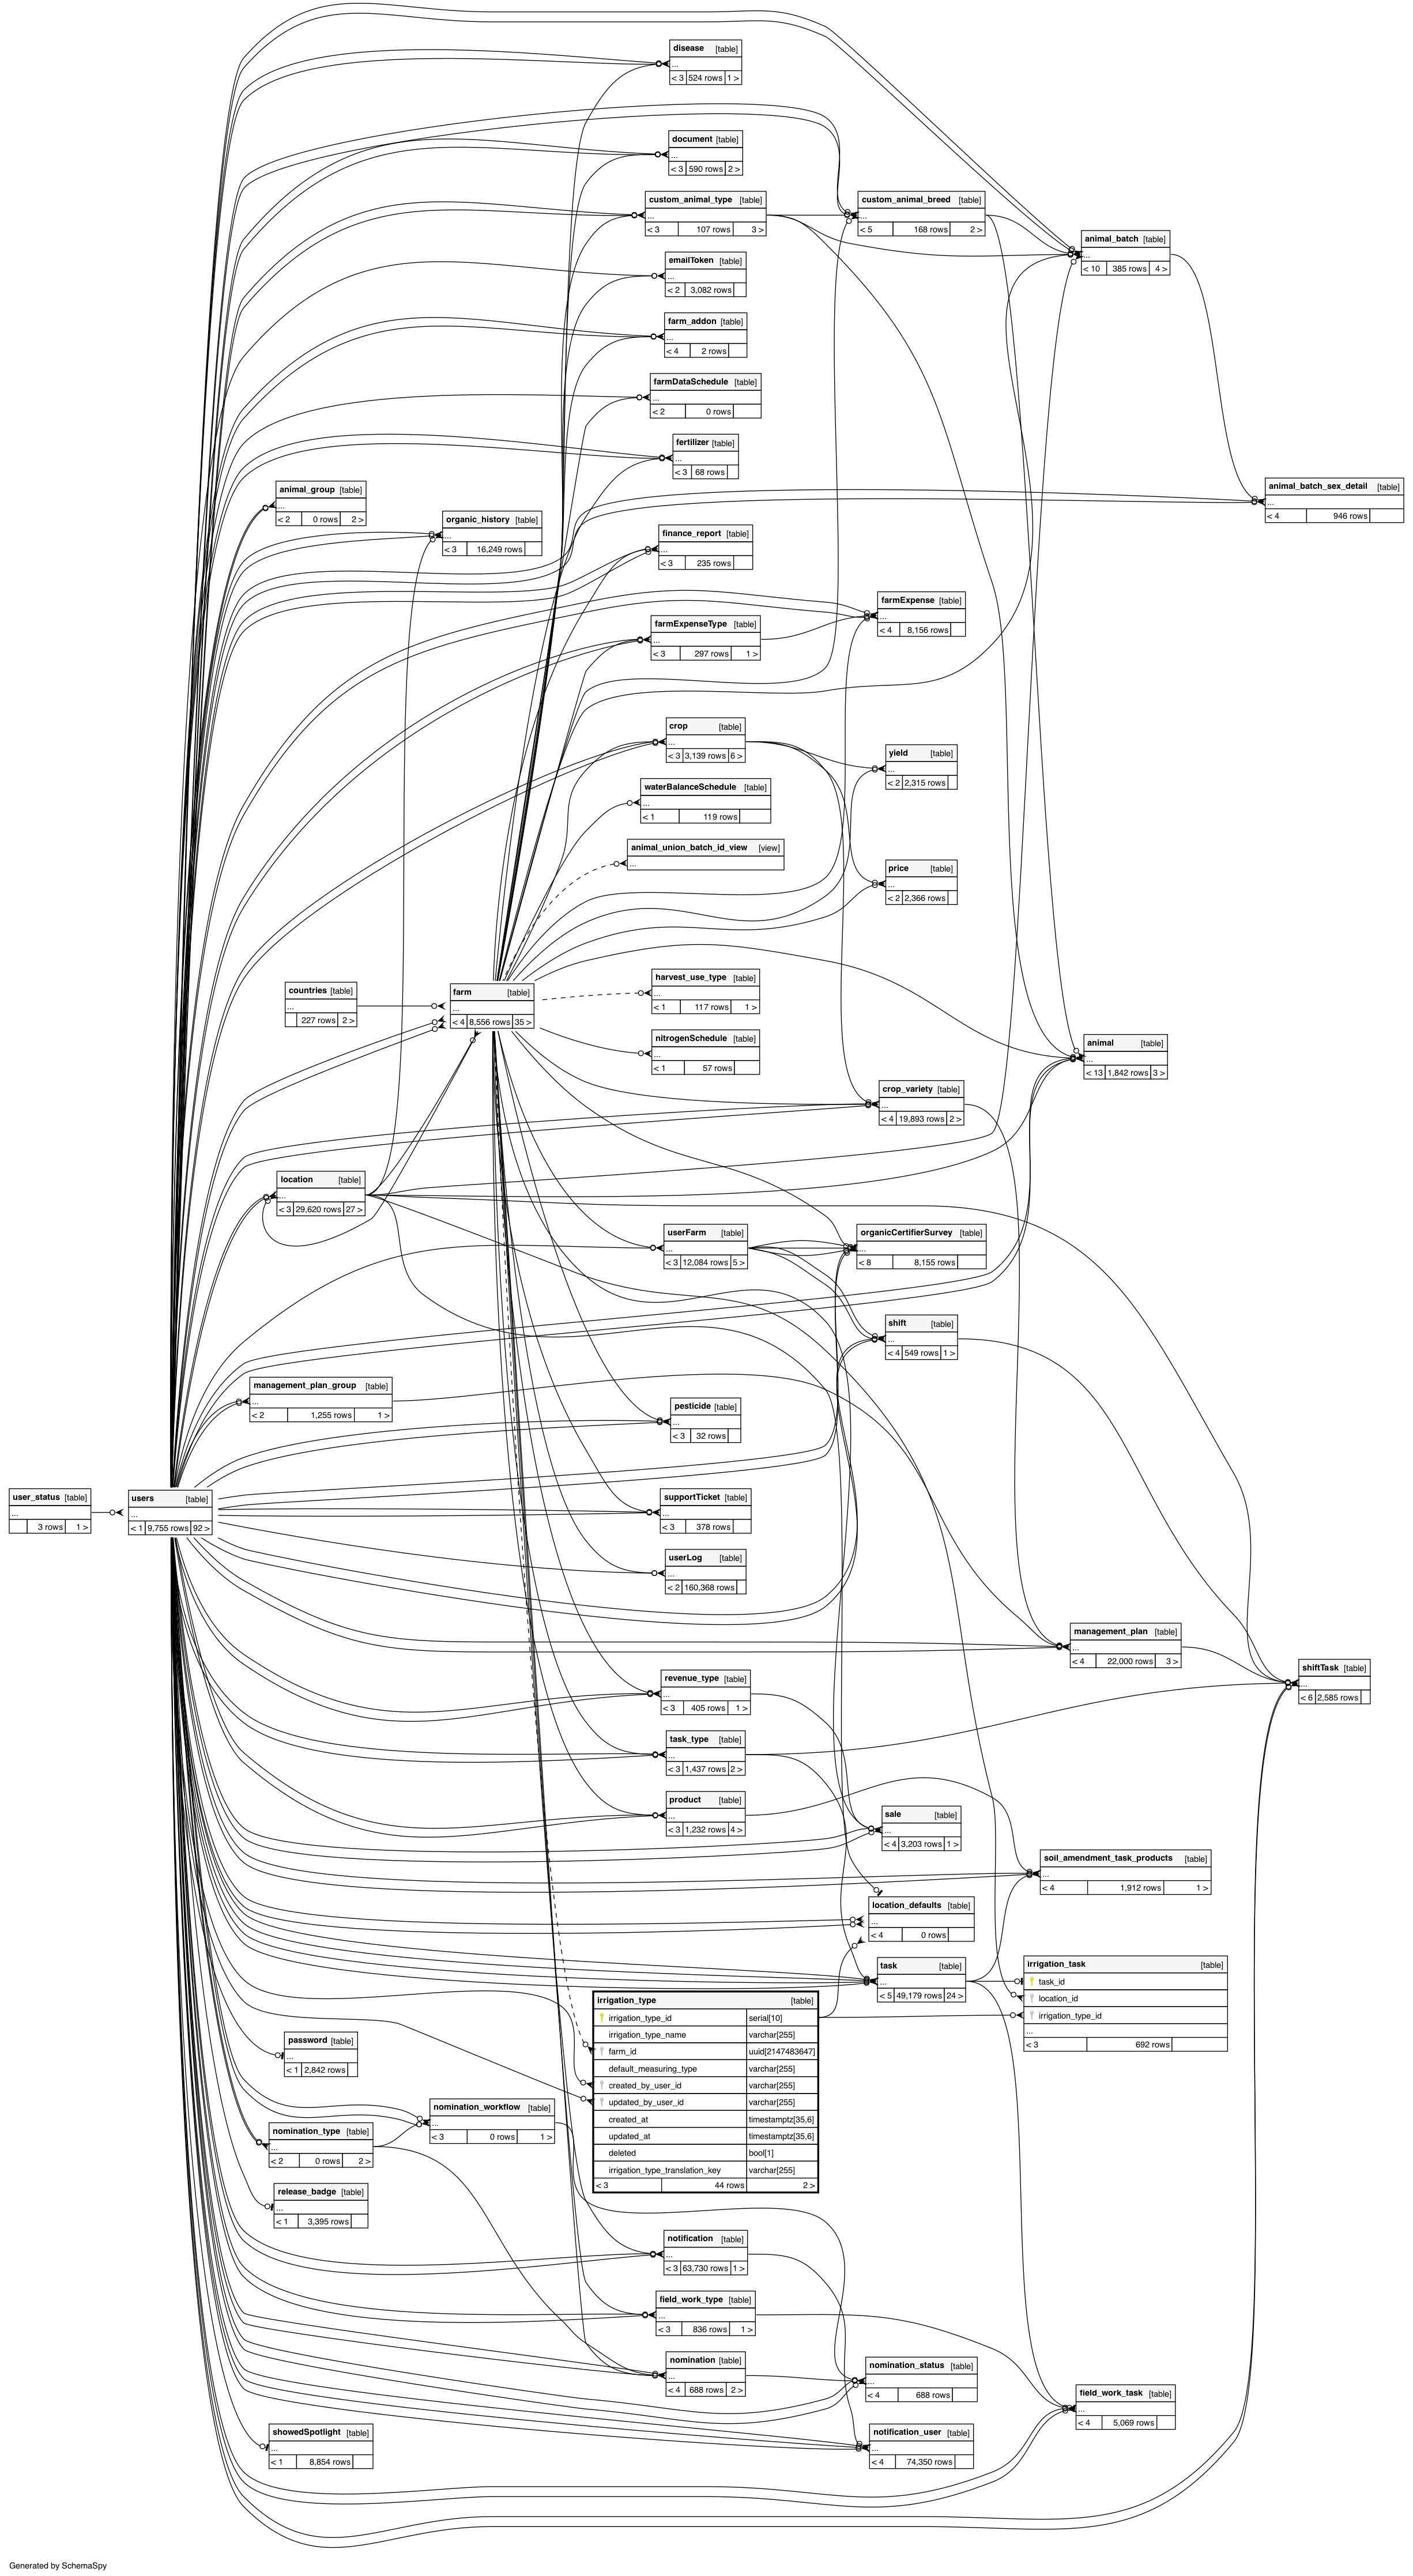 disease [table]
...
< 3 524 rows 1 >
document [table]
...
< 3 590 rows 2 >
custom_animal_type [table]
...
< 3 107 rows 3 >
custom_animal_breed [table]
...
< 5 168 rows 2 >
animal_batch [table]
...
< 10 385 rows 4 >
emailToken [table]
...
< 2 3,082 rows
farm_addon [table]
...
< 4 2 rows
farmDataSchedule [table]
...
< 2 0 rows
fertilizer [table]
...
< 3 68 rows
animal_group [table]
...
< 2 0 rows 2 >
animal_batch_sex_detail [table]
...
< 4 946 rows
organic_history [table]
...
< 3 16,249 rows
finance_report [table]
...
< 3 235 rows
farmExpense [table]
...
< 4 8,156 rows
farmExpenseType [table]
...
< 3 297 rows 1 >
crop [table]
...
< 3 3,139 rows 6 >
yield [table]
...
< 2 2,315 rows
waterBalanceSchedule [table]
...
< 1 119 rows
animal_union_batch_id_view [view]
...
price [table]
...
< 2 2,366 rows
harvest_use_type [table]
...
< 1 117 rows 1 >
countries [table]
...
227 rows 2 >
farm [table]
...
< 4 8,556 rows 35 >
nitrogenSchedule [table]
...
< 1 57 rows
animal [table]
...
< 13 1,842 rows 3 >
crop_variety [table]
...
< 4 19,893 rows 2 >
location [table]
...
< 3 29,620 rows 27 >
userFarm [table]
...
< 3 12,084 rows 5 >
organicCertifierSurvey [table]
...
< 8 8,155 rows
shift [table]
...
< 4 549 rows 1 >
management_plan_group [table]
...
< 2 1,255 rows 1 >
pesticide [table]
...
< 3 32 rows
user_status [table]
...
3 rows 1 >
users [table]
...
< 1 9,755 rows 92 >
supportTicket [table]
...
< 3 378 rows
userLog [table]
...
< 2 160,368 rows
management_plan [table]
...
< 4 22,000 rows 3 >
shiftTask [table]
...
< 6 2,585 rows
revenue_type [table]
...
< 3 405 rows 1 >
task_type [table]
...
< 3 1,437 rows 2 >
product [table]
...
< 3 1,232 rows 4 >
sale [table]
...
< 4 3,203 rows 1 >
soil_amendment_task_products [table]
...
< 4 1,912 rows 1 >
location_defaults [table]
...
< 4 0 rows
task [table]
...
< 5 49,179 rows 24 >
irrigation_task [table]
task_id
location_id
irrigation_type_id
...
< 3 692 rows
irrigation_type [table]
irrigation_type_id serial[10]
irrigation_type_name varchar[255]
farm_id uuid[2147483647]
default_measuring_type varchar[255]
created_by_user_id varchar[255]
updated_by_user_id varchar[255]
created_at timestamptz[35,6]
updated_at timestamptz[35,6]
deleted bool[1]
irrigation_type_translation_key varchar[255]
< 3 44 rows 2 >
password [table]
...
< 1 2,842 rows
nomination_workflow [table]
...
< 3 0 rows 1 >
nomination_type [table]
...
< 2 0 rows 2 >
release_badge [table]
...
< 1 3,395 rows
notification [table]
...
< 3 63,730 rows 1 >
field_work_type [table]
...
< 3 836 rows 1 >
nomination [table]
...
< 4 688 rows 2 >
nomination_status [table]
...
< 4 688 rows
field_work_task [table]
...
< 4 5,069 rows
showedSpotlight [table]
...
< 1 8,854 rows
notification_user [table]
...
< 4 74,350 rows
Generated by SchemaSpy